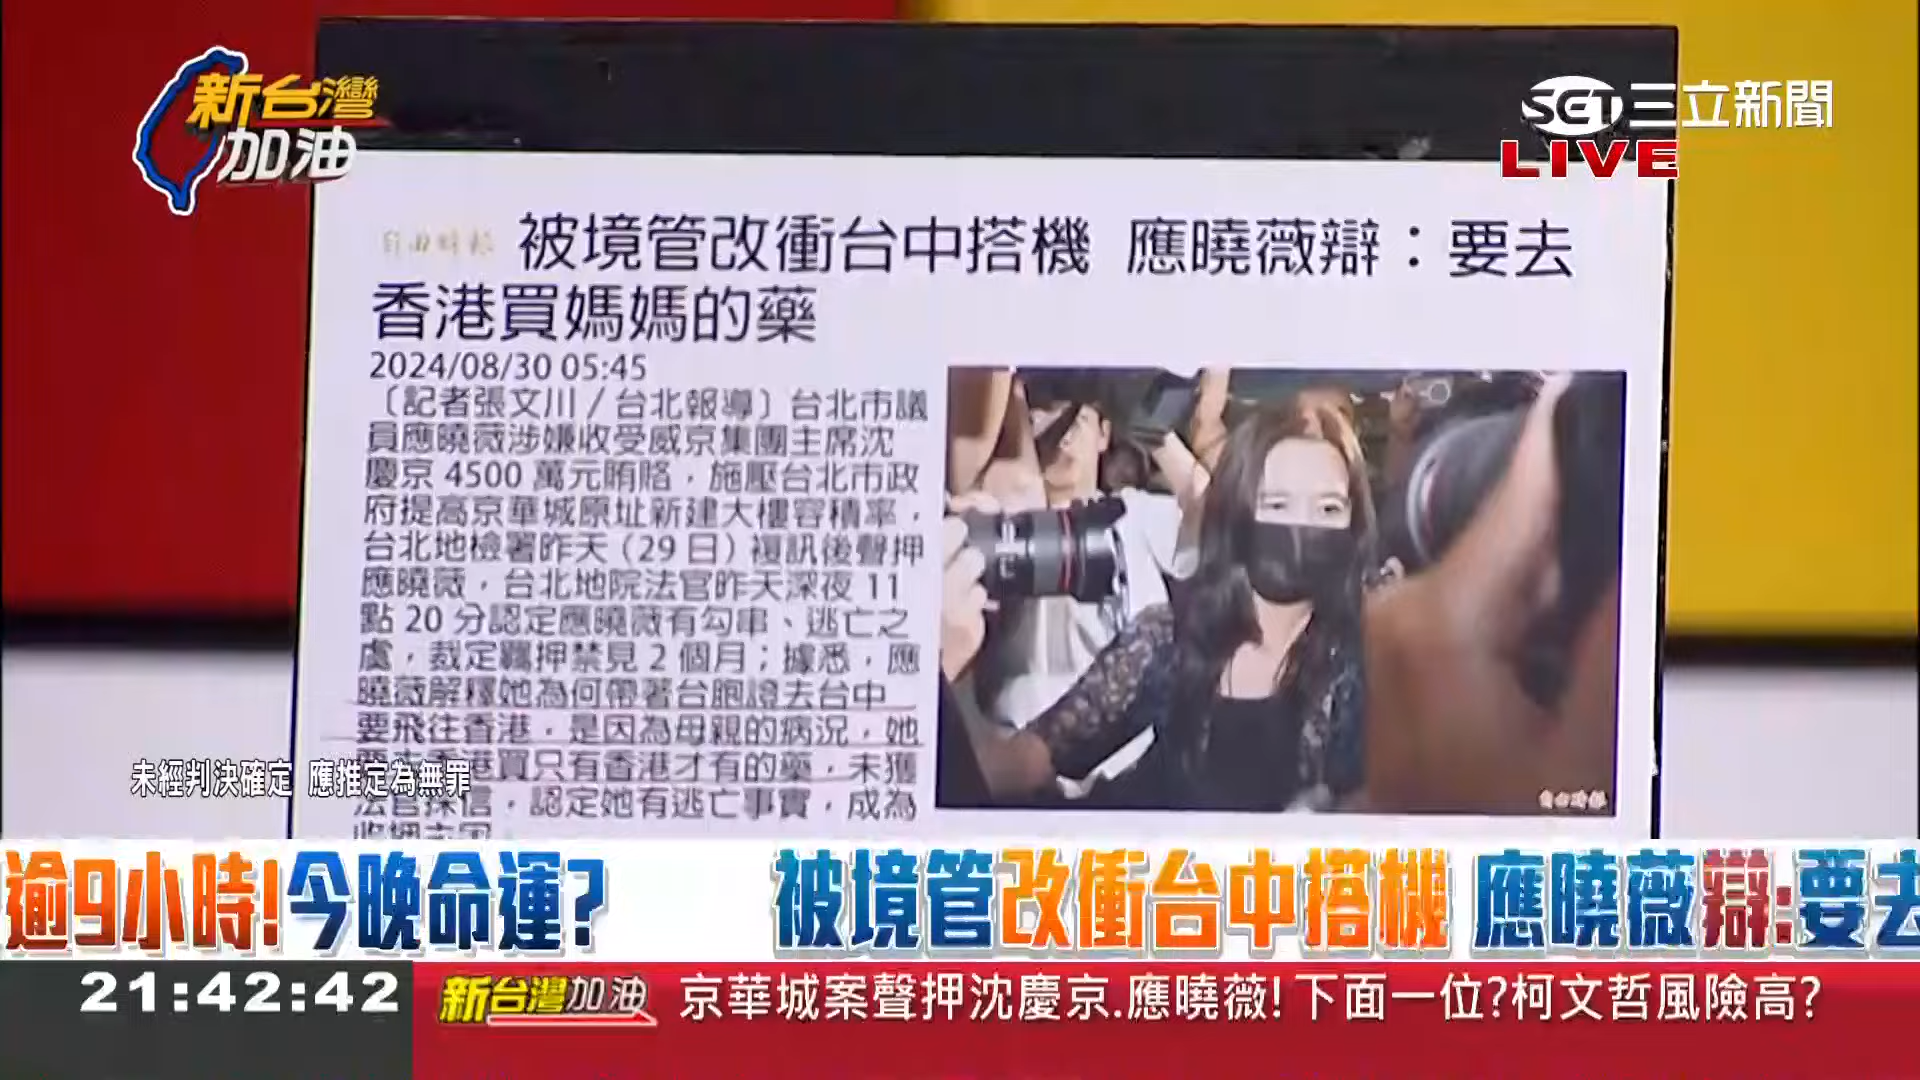 新台灣
加油
SET三立新聞
LIVE
自由時報 被境管改衝台中搭機 應曉薇辯：要去
香港買媽媽的藥
2024/08/30 05:45
〔記者張文川／台北報導〕台北市議
員應曉薇涉嫌收受威京集團主席沈
慶京 4500 萬元賄賂，施壓台北市政
府提高京華城原址新建大樓容積率，
台北地檢署昨天（29 日）複訊後聲押
應曉薇，台北地院法官昨天深夜 11
點 20 分認定應曉薇有勾串、逃亡之
虞，裁定羈押禁見 2 個月；據悉，應
曉薇解釋她為何帶著台胞證去台中
要飛往香港，是因為母親的病況，她
要去香港買只有香港才有的藥，未獲
法官採信，認定她有逃亡事實，成為
自由時報
未經判決確定 應推定為無罪
逾9小時!今晚命運? 被境管改衝台中搭機 應曉薇辯:要去
21:42:42
新台灣加油 京華城案聲押沈慶京.應曉薇! 下面一位?柯文哲風險高?